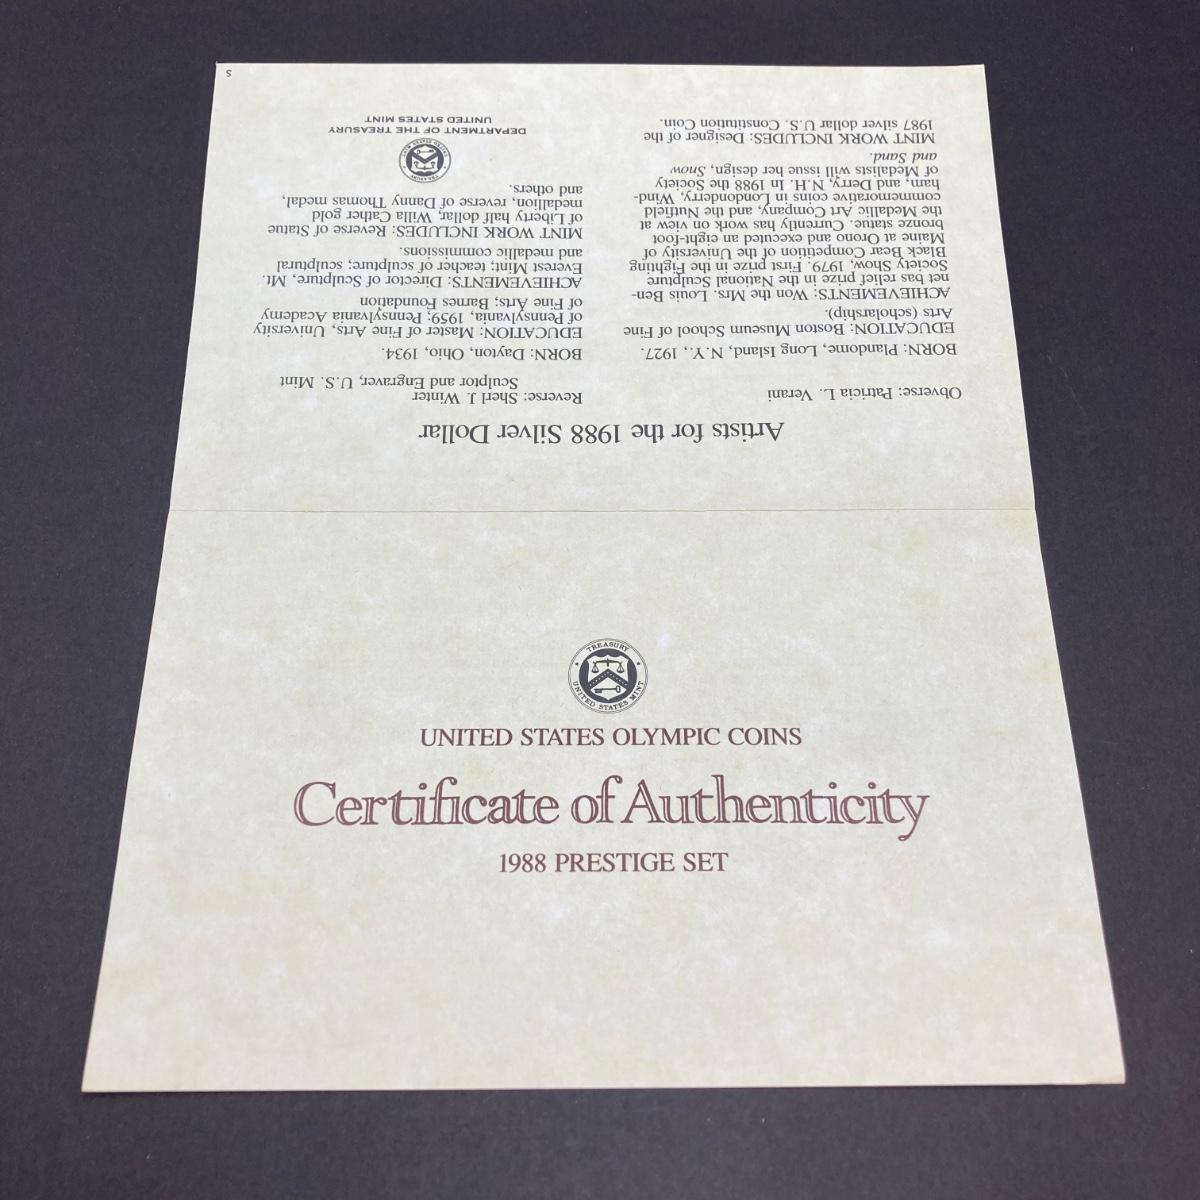 TREASURY
UNITED STATES MINT
UNITED STATES OLYMPIC COINS
Certificate of Authenticity
1988 PRESTIGE SET
Artists for the 1988 Silver Dollar
Obverse: Patricia L. Verani
BORN: Plandome, Long Island, N.Y., 1927.
EDUCATION: Boston Museum School of Fine
Arts (scholarship).
ACHIEVEMENTS: Won the Mrs. Louis Ben-
net bas relief prize in the National Sculpture
Society Show, 1979. First prize in the Fighting
Black Bear Competition of the University of
Maine at Orono and executed an eight-foot
bronze statue. Currently has work on view at
the Medallic Art Company, and the Nutfield
commemorative coins in Londonderry, Wind-
ham, and Derry, N.H. In 1988 the Society
of Medalists will issue her design, Snow
and Sand.
MINT WORK INCLUDES: Designer of the
1987 silver dollar U.S. Constitution Coin.
Reverse: Sherl J. Winter
Sculptor and Engraver, U.S. Mint
BORN: Dayton, Ohio, 1934.
EDUCATION: Master of Fine Arts, University
of Pennsylvania, 1959; Pennsylvania Academy
of Fine Arts; Barnes Foundation
ACHIEVEMENTS: Director of Sculpture, Mt.
Everest Mint; teacher of sculpture; sculptural
and medallic commissions.
MINT WORK INCLUDES: Reverse of Statue
of Liberty half dollar, Willa Cather gold
medallion, reverse of Danny Thomas medal,
and others.
TREASURY
UNITED STATES MINT
DEPARTMENT OF THE TREASURY
UNITED STATES MINT
S